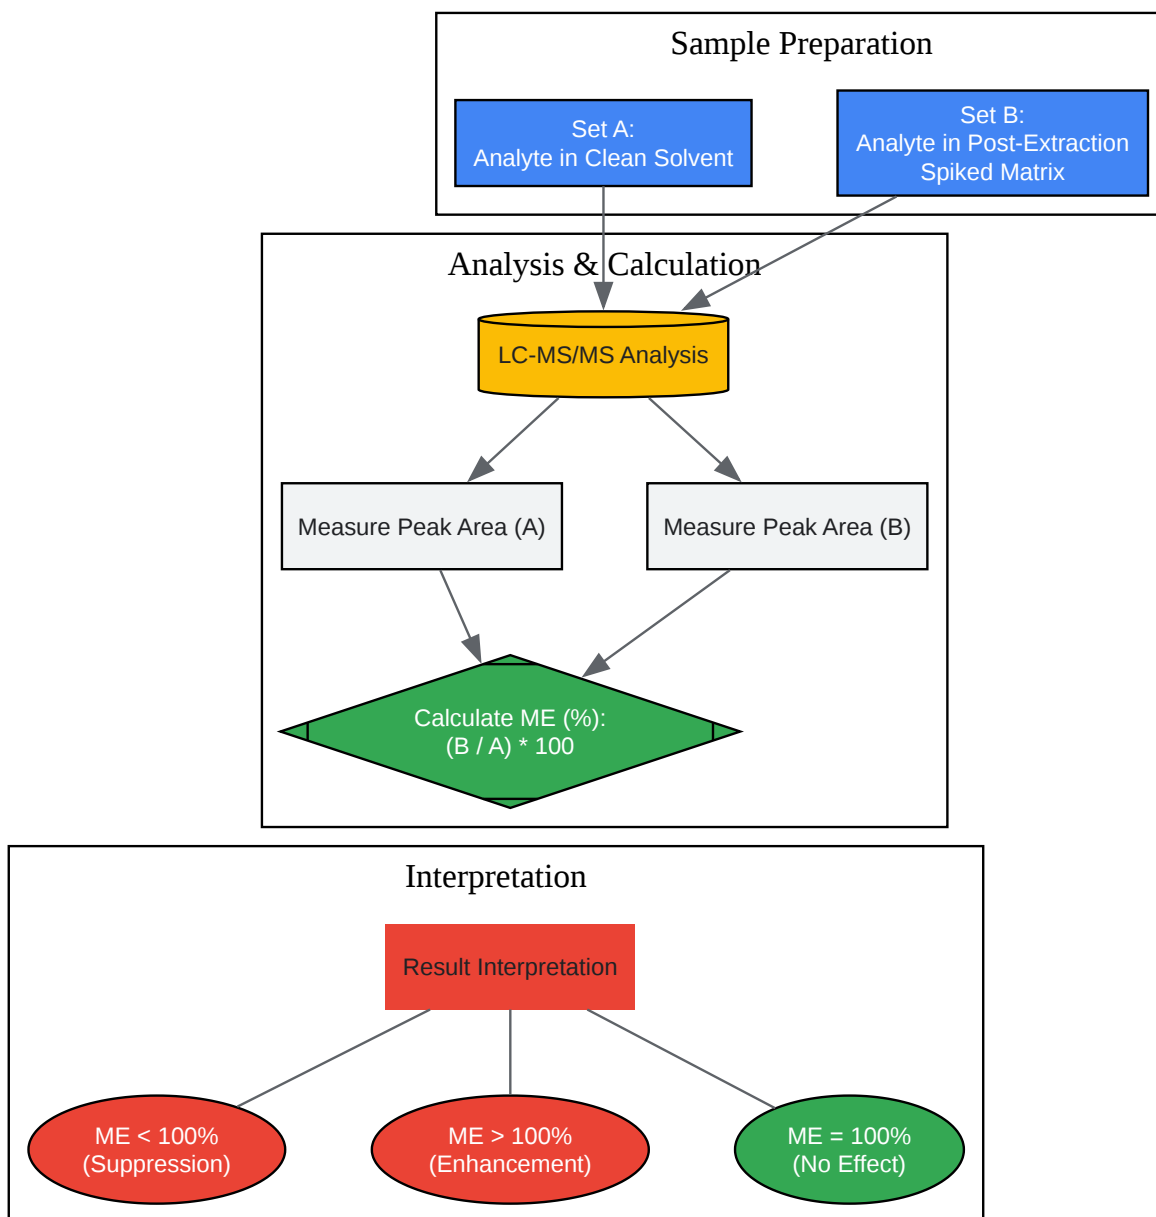 Sample Preparation
Set A:
Analyte in Clean Solvent
Set B:
Analyte in Post-Extraction
Spiked Matrix
Analysis & Calculation
LC-MS/MS Analysis
Measure Peak Area (A)
Measure Peak Area (B)
Calculate ME (%):
(B / A) * 100
Interpretation
Result Interpretation
ME < 100%
(Suppression)
ME > 100%
(Enhancement)
ME = 100%
(No Effect)